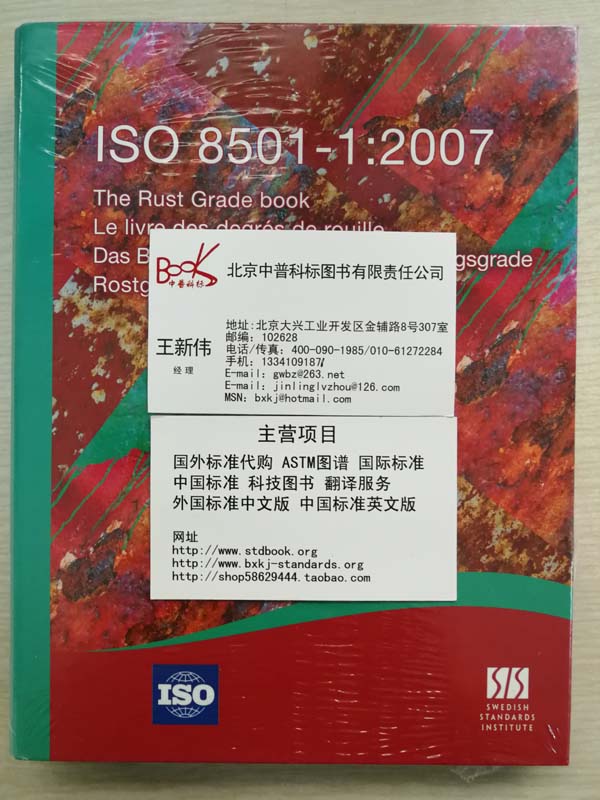 ISO 8501-1:2007
The Rust Grade book
Le livre des degrés de rouille
Das B
gsgrade
Rostg
BOOKS
中普科标
北京中普科标图书有限责任公司
王新伟
经理
地址:北京大兴工业开发区金辅路8号307室
邮编：102628
电话/传真：400-090-1985/010-61272284
手机：13341091871
E-mail：gwbz@263.net
E-mail：jinlinglvzhou@126.com
MSN：bxkj@hotmail.com
主营项目
国外标准代购 ASTM图谱 国际标准
中国标准 科技图书 翻译服务
外国标准中文版 中国标准英文版
网址
http://www.stdbook.org
http://www.bxkj-standards.org
http://shop58629444.taobao.com
ISO
SIS
SWEDISH
STANDARDS
INSTITUTE